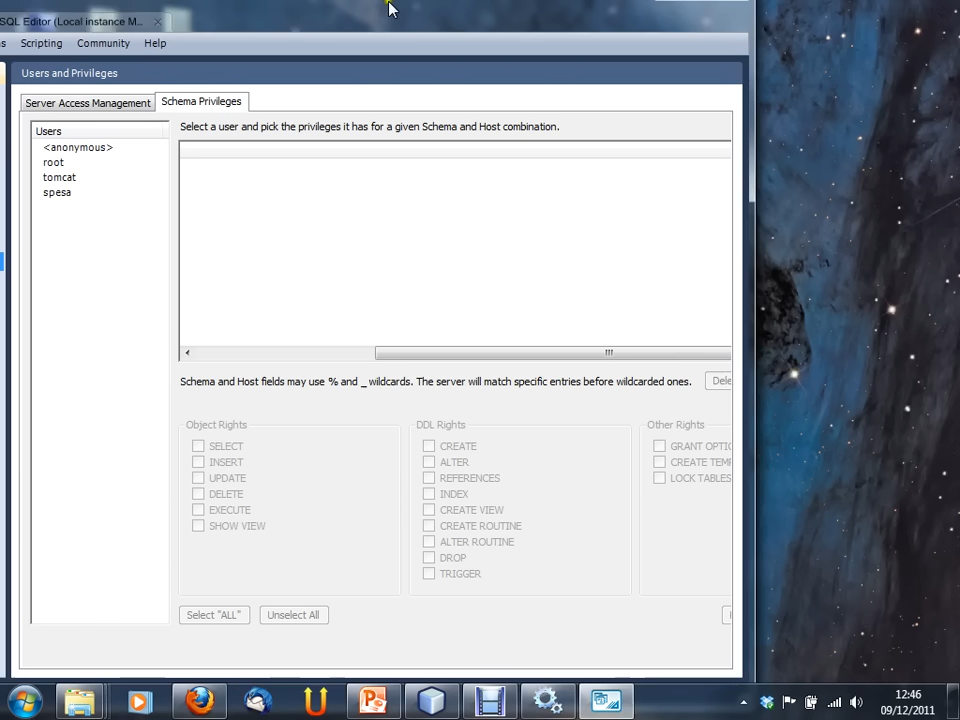 SQL Editor (Local instance M...
s Scripting Community Help
Users and Privileges
Server Access Management Schema Privileges
Users
<anonymous>
root
tomcat
spesa
Select a user and pick the privileges it has for a given Schema and Host combination.
Schema and Host fields may use % and _ wildcards. The server will match specific entries before wildcarded ones.
Dele
Object Rights
SELECT
INSERT
UPDATE
DELETE
EXECUTE
SHOW VIEW
DDL Rights
CREATE
ALTER
REFERENCES
INDEX
CREATE VIEW
CREATE ROUTINE
ALTER ROUTINE
DROP
TRIGGER
Other Rights
GRANT OPTIO
CREATE TEMP
LOCK TABLES
Select "ALL"
Unselect All
12:46
09/12/2011